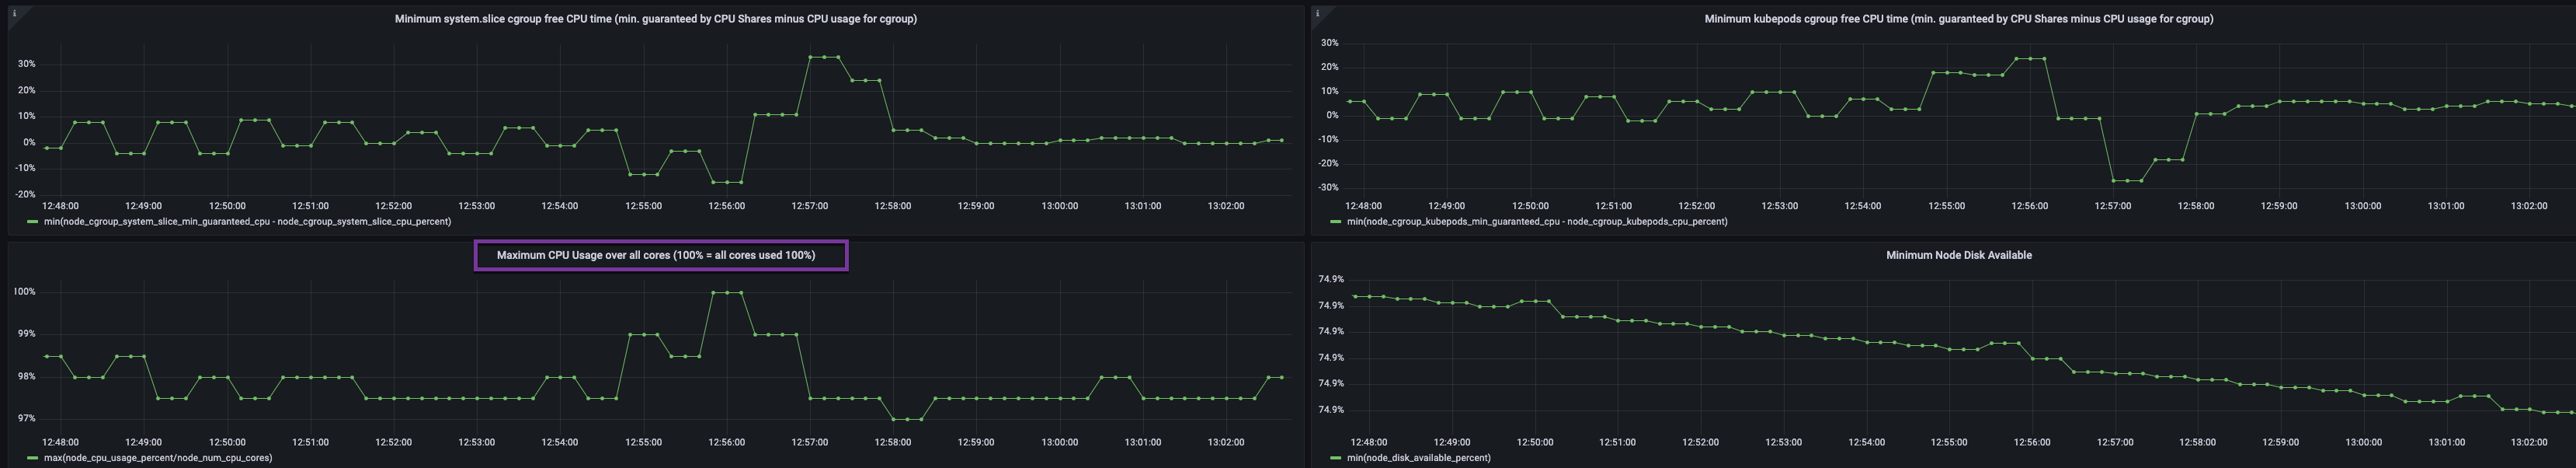 i
Minimum system.slice cgroup free CPU time (min. guaranteed by CPU Shares minus CPU usage for cgroup)
30%
20%
10%
0%
-10%
-20%
12:48:00 12:49:00 12:50:00 12:51:00 12:52:00 12:53:00 12:54:00 12:55:00 12:56:00 12:57:00 12:58:00 12:59:00 13:00:00 13:01:00 13:02:00
min(node_cgroup_system_slice_min_guaranteed_cpu - node_cgroup_system_slice_cpu_percent)
i
Minimum kubepods cgroup free CPU time (min. guaranteed by CPU Shares minus CPU usage for cgroup)
30%
20%
10%
0%
-10%
-20%
-30%
12:48:00 12:49:00 12:50:00 12:51:00 12:52:00 12:53:00 12:54:00 12:55:00 12:56:00 12:57:00 12:58:00 12:59:00 13:00:00 13:01:00 13:02:00
min(node_cgroup_kubepods_min_guaranteed_cpu - node_cgroup_kubepods_cpu_percent)
Maximum CPU Usage over all cores (100% = all cores used 100%)
100%
99%
98%
97%
12:48:00 12:49:00 12:50:00 12:51:00 12:52:00 12:53:00 12:54:00 12:55:00 12:56:00 12:57:00 12:58:00 12:59:00 13:00:00 13:01:00 13:02:00
max(node_cpu_usage_percent/node_num_cpu_cores)
Minimum Node Disk Available
74.9%
74.9%
74.9%
74.9%
74.9%
74.9%
12:48:00 12:49:00 12:50:00 12:51:00 12:52:00 12:53:00 12:54:00 12:55:00 12:56:00 12:57:00 12:58:00 12:59:00 13:00:00 13:01:00 13:02:00
min(node_disk_available_percent)